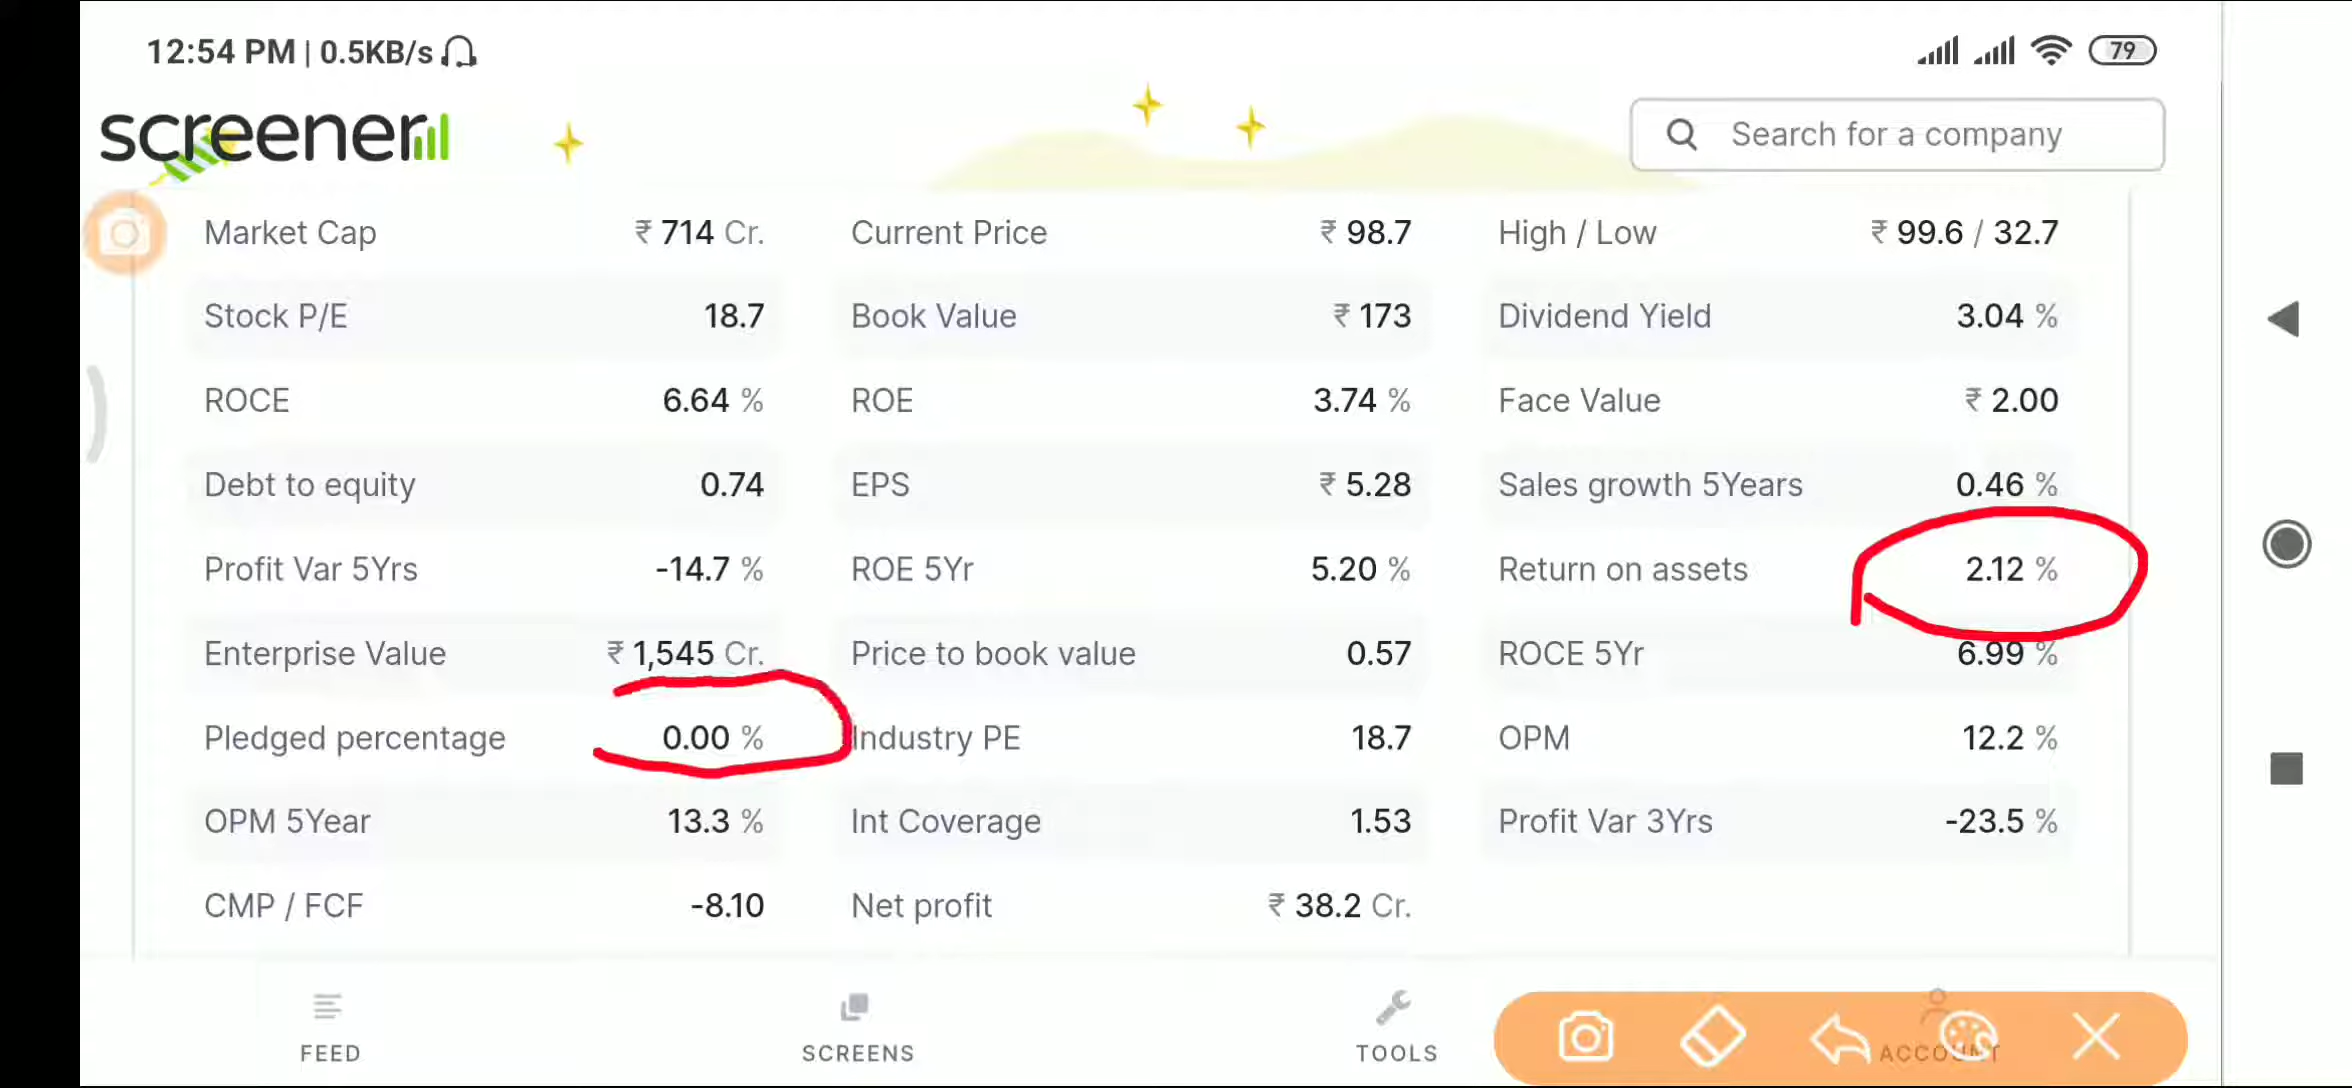 12:54 PM | 0.5KB/s 79
screener Search for a company
Market Cap ₹ 714 Cr. Current Price ₹ 98.7 High / Low ₹ 99.6 / 32.7
Stock P/E 18.7 Book Value ₹ 173 Dividend Yield 3.04 %
ROCE 6.64 % ROE 3.74 % Face Value ₹ 2.00
Debt to equity 0.74 EPS ₹ 5.28 Sales growth 5Years 0.46 %
Profit Var 5Yrs -14.7 % ROE 5Yr 5.20 % Return on assets 2.12 %
Enterprise Value ₹ 1,545 Cr. Price to book value 0.57 ROCE 5Yr 6.99 %
Pledged percentage 0.00 % Industry PE 18.7 OPM 12.2 %
OPM 5Year 13.3 % Int Coverage 1.53 Profit Var 3Yrs -23.5 %
CMP / FCF -8.10 Net profit ₹ 38.2 Cr.
FEED SCREENS TOOLS ACCOUNT